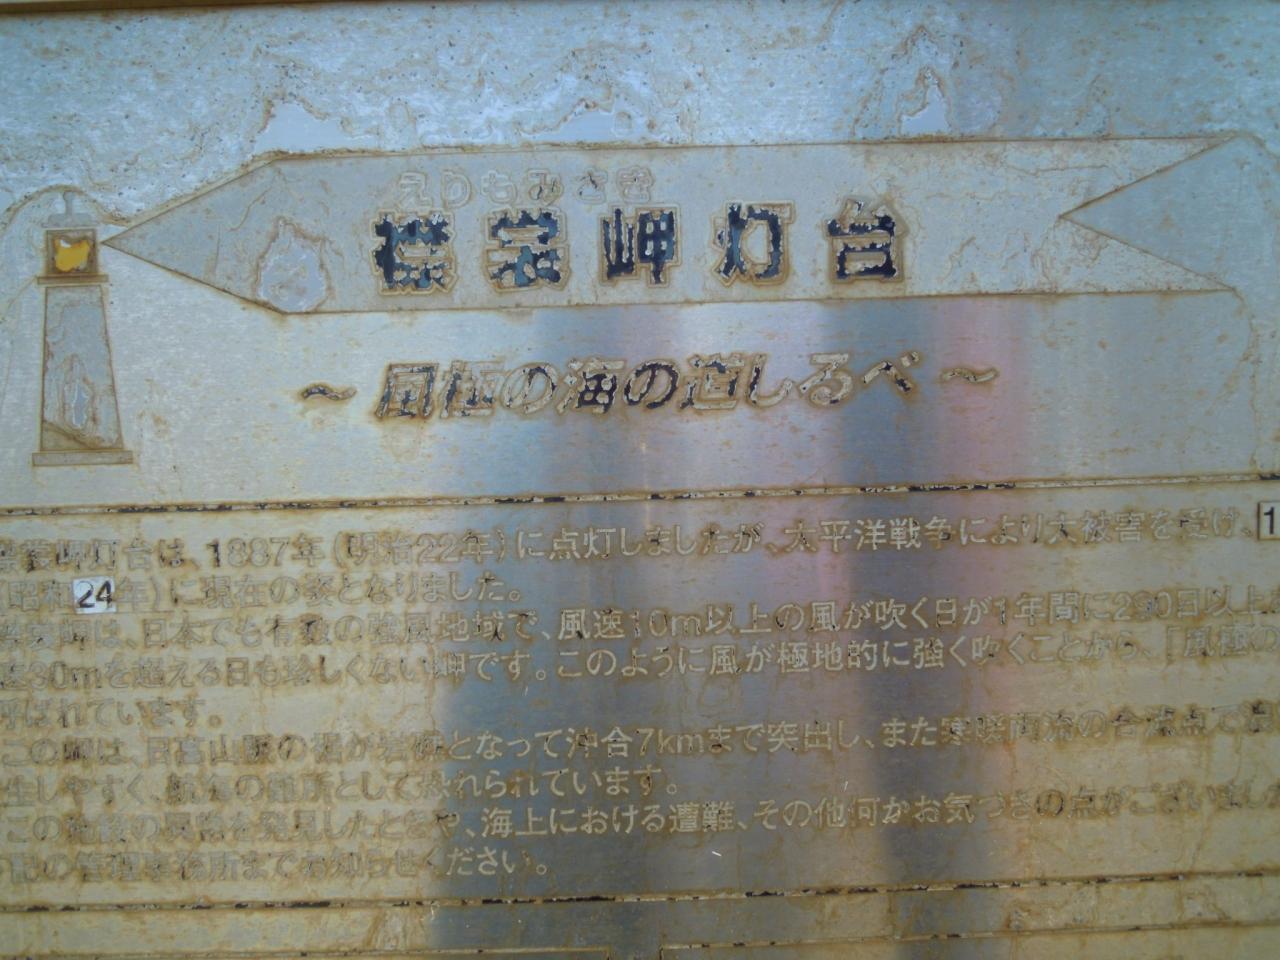 えりもみさき
襟裳岬灯台
～風極の海の道しるべ～
襟裳岬灯台は、1887年(明治22年)に点灯しましたが、太平洋戦争により大被害を受け、1
(昭和24年)に現在の姿となりました。
襟裳岬は、日本でも有数の強風地域で、風速10m以上の風が吹く日が1年間に290日以上
速30mを超える日も珍しくない岬です。このように風が極地的に強く吹くことから、「風極の
呼ばれています。
この岬は、日高山脈の裾が岩礁となって沖合7kmまで突出し、また寒暖両流の合流点で
生しやすく、航海の難所として恐れられています。
この施設の異常を発見したときや、海上における遭難、その他何かお気づきの点がございました
記の管理事務所までお知らせください。